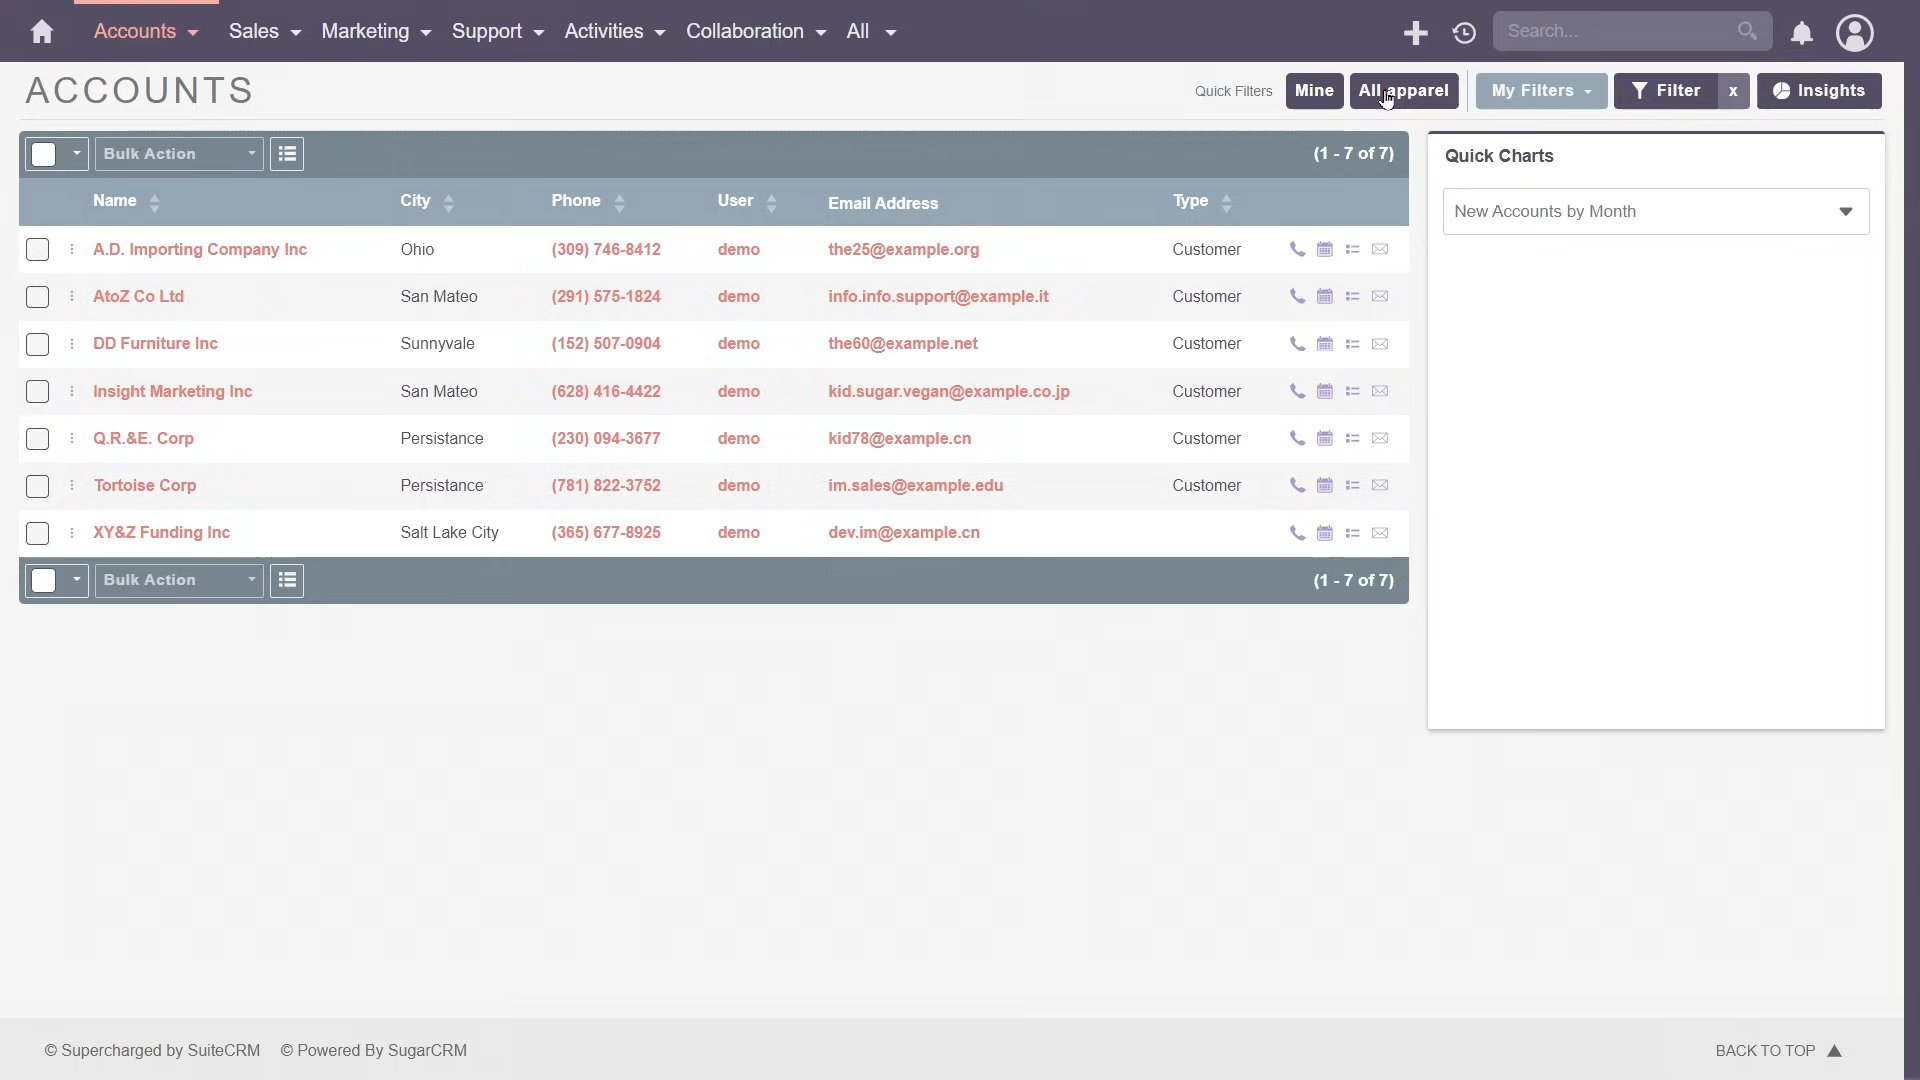 Accounts Sales Marketing Support Activities Collaboration All Search...
ACCOUNTS
Quick Filters Mine All apparel My Filters Filter x Insights
Bulk Action (1 - 7 of 7)
Name City Phone User Email Address Type
A.D. Importing Company Inc Ohio (309) 746-8412 demo the25@example.org Customer
AtoZ Co Ltd San Mateo (291) 575-1824 demo info.info.support@example.it Customer
DD Furniture Inc Sunnyvale (152) 507-0904 demo the60@example.net Customer
Insight Marketing Inc San Mateo (628) 416-4422 demo kid.sugar.vegan@example.co.jp Customer
Q.R.&E. Corp Persistance (230) 094-3677 demo kid78@example.cn Customer
Tortoise Corp Persistance (781) 822-3752 demo im.sales@example.edu Customer
XY&Z Funding Inc Salt Lake City (365) 677-8925 demo dev.im@example.cn
Bulk Action (1 - 7 of 7)
Quick Charts
New Accounts by Month
© Supercharged by SuiteCRM © Powered By SugarCRM BACK TO TOP